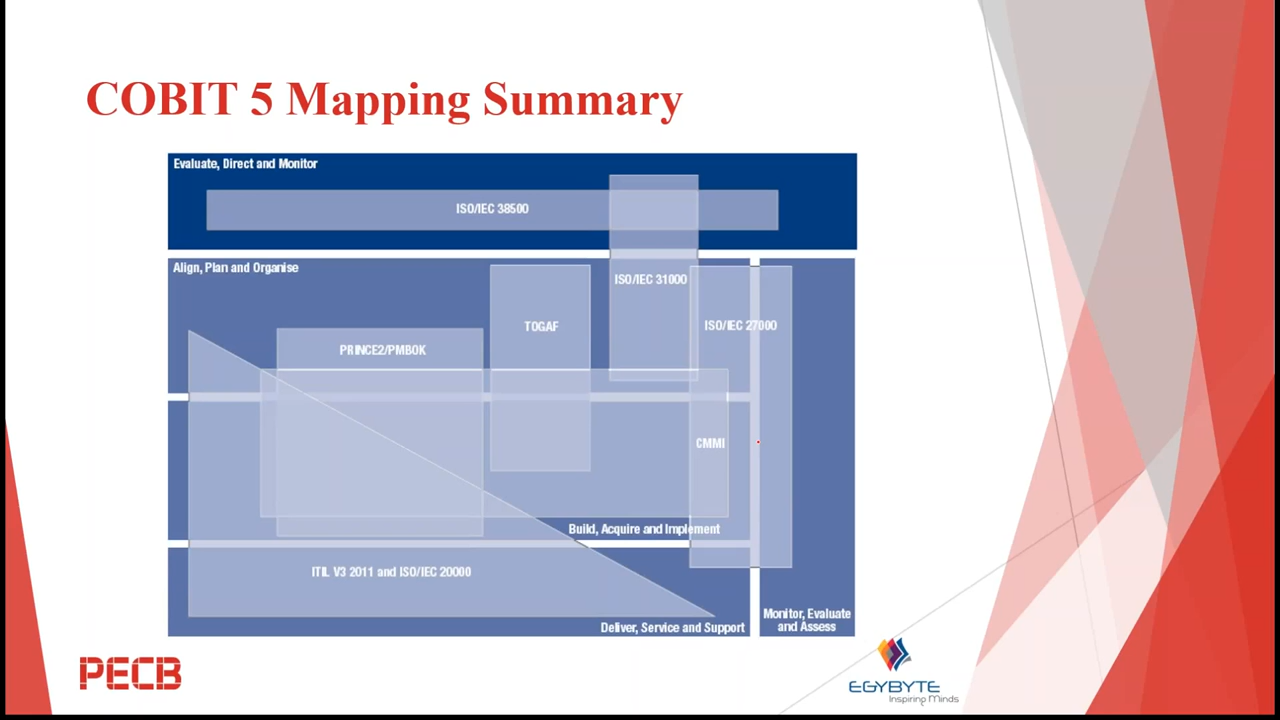 COBIT 5 Mapping Summary
Evaluate, Direct and Monitor
ISO/IEC 38500
Align, Plan and Organise
ISO/IEC 31000
TOGAF
ISO/IEC 27000
PRINCE2/PMBOK
CMMI
Build, Acquire and Implement
ITIL V3 2011 and ISO/IEC 20000
Deliver, Service and Support
Monitor, Evaluate
and Assess
PECB
EGYBYTE
Inspiring Minds